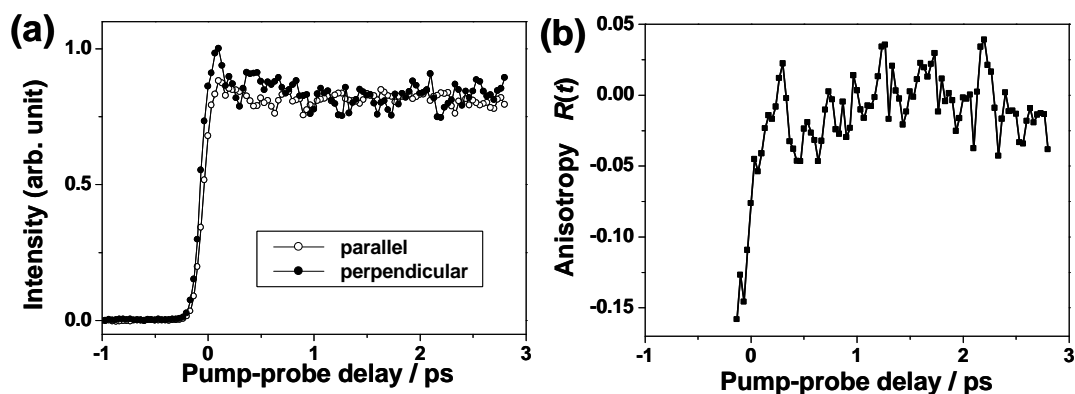 (a)
Intensity (arb. unit)
1.0
0.5
0.0
parallel
perpendicular
-1
0
1
2
3
Pump-probe delay / ps
(b)
Anisotropy R(t)
0.05
0.00
-0.05
-0.10
-0.15
-1
0
1
2
3
Pump-probe delay / ps